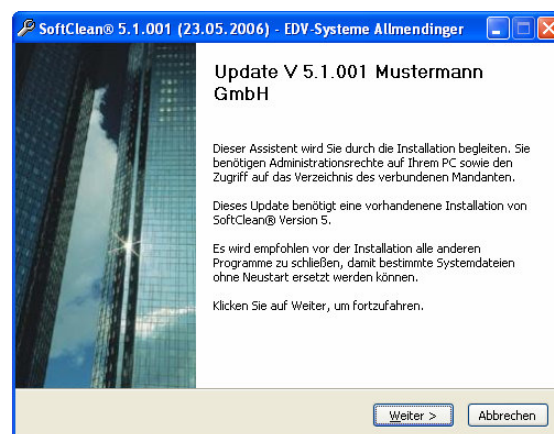 SoftClean® 5.1.001 (23.05.2006) - EDV-Systeme Allmendinger
Update V 5.1.001 Mustermann
GmbH
Dieser Assistent wird Sie durch die Installation begleiten. Sie
benötigen Administrationsrechte auf Ihrem PC sowie den
Zugriff auf das Verzeichnis des verbundenen Mandanten.
Dieses Update benötigt eine vorhandenene Installation von
SoftClean® Version 5.
Es wird empfohlen vor der Installation alle anderen
Programme zu schließen, damit bestimmte Systemdateien
ohne Neustart ersetzt werden können.
Klicken Sie auf Weiter, um fortzufahren.
Weiter >
Abbrechen